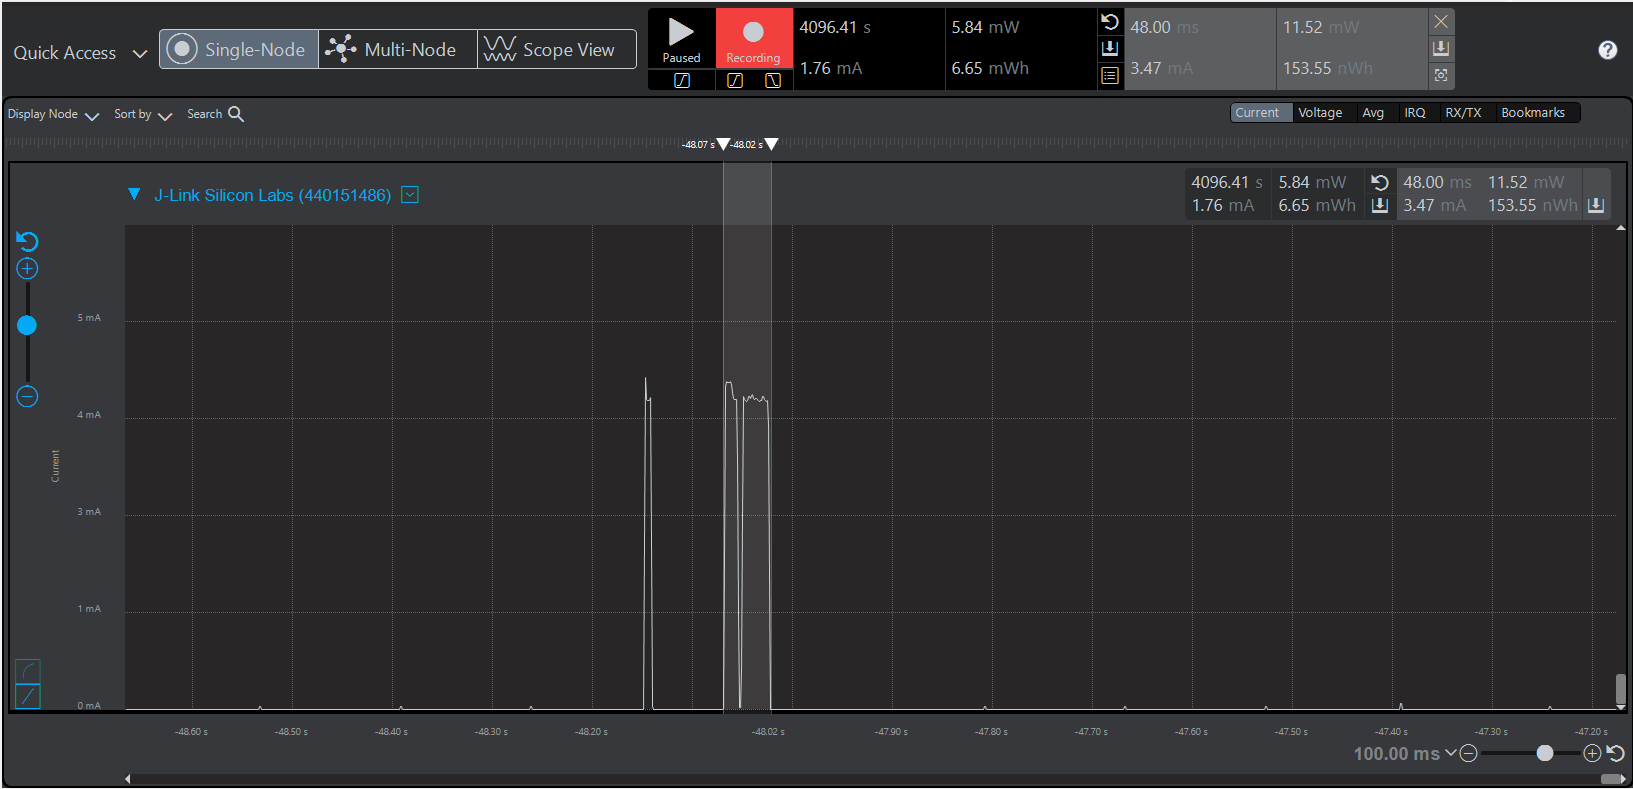 Quick Access
Single-Node
Multi-Node
Scope View
Paused
Recording
4096.41 s
1.76 mA
5.84 mW
6.65 mWh
48.00 ms
3.47 mA
11.52 mW
153.55 nWh
?
Display Node
Sort by
Search
Current
Voltage
Avg
IRQ
RX/TX
Bookmarks
-48.07 s
-48.02 s
J-Link Silicon Labs (440151486)
4096.41 s 5.84 mW 48.00 ms 11.52 mW
1.76 mA 6.65 mWh 3.47 mA 153.55 nWh
5 mA
4 mA
Current
3 mA
1 mA
0 mA
-48.60 s -48.50 s -48.40 s -48.30 s -48.20 s -48.02 s -47.90 s -47.80 s -47.70 s -47.60 s -47.50 s -47.40 s -47.30 s -47.20 s
100.00 ms